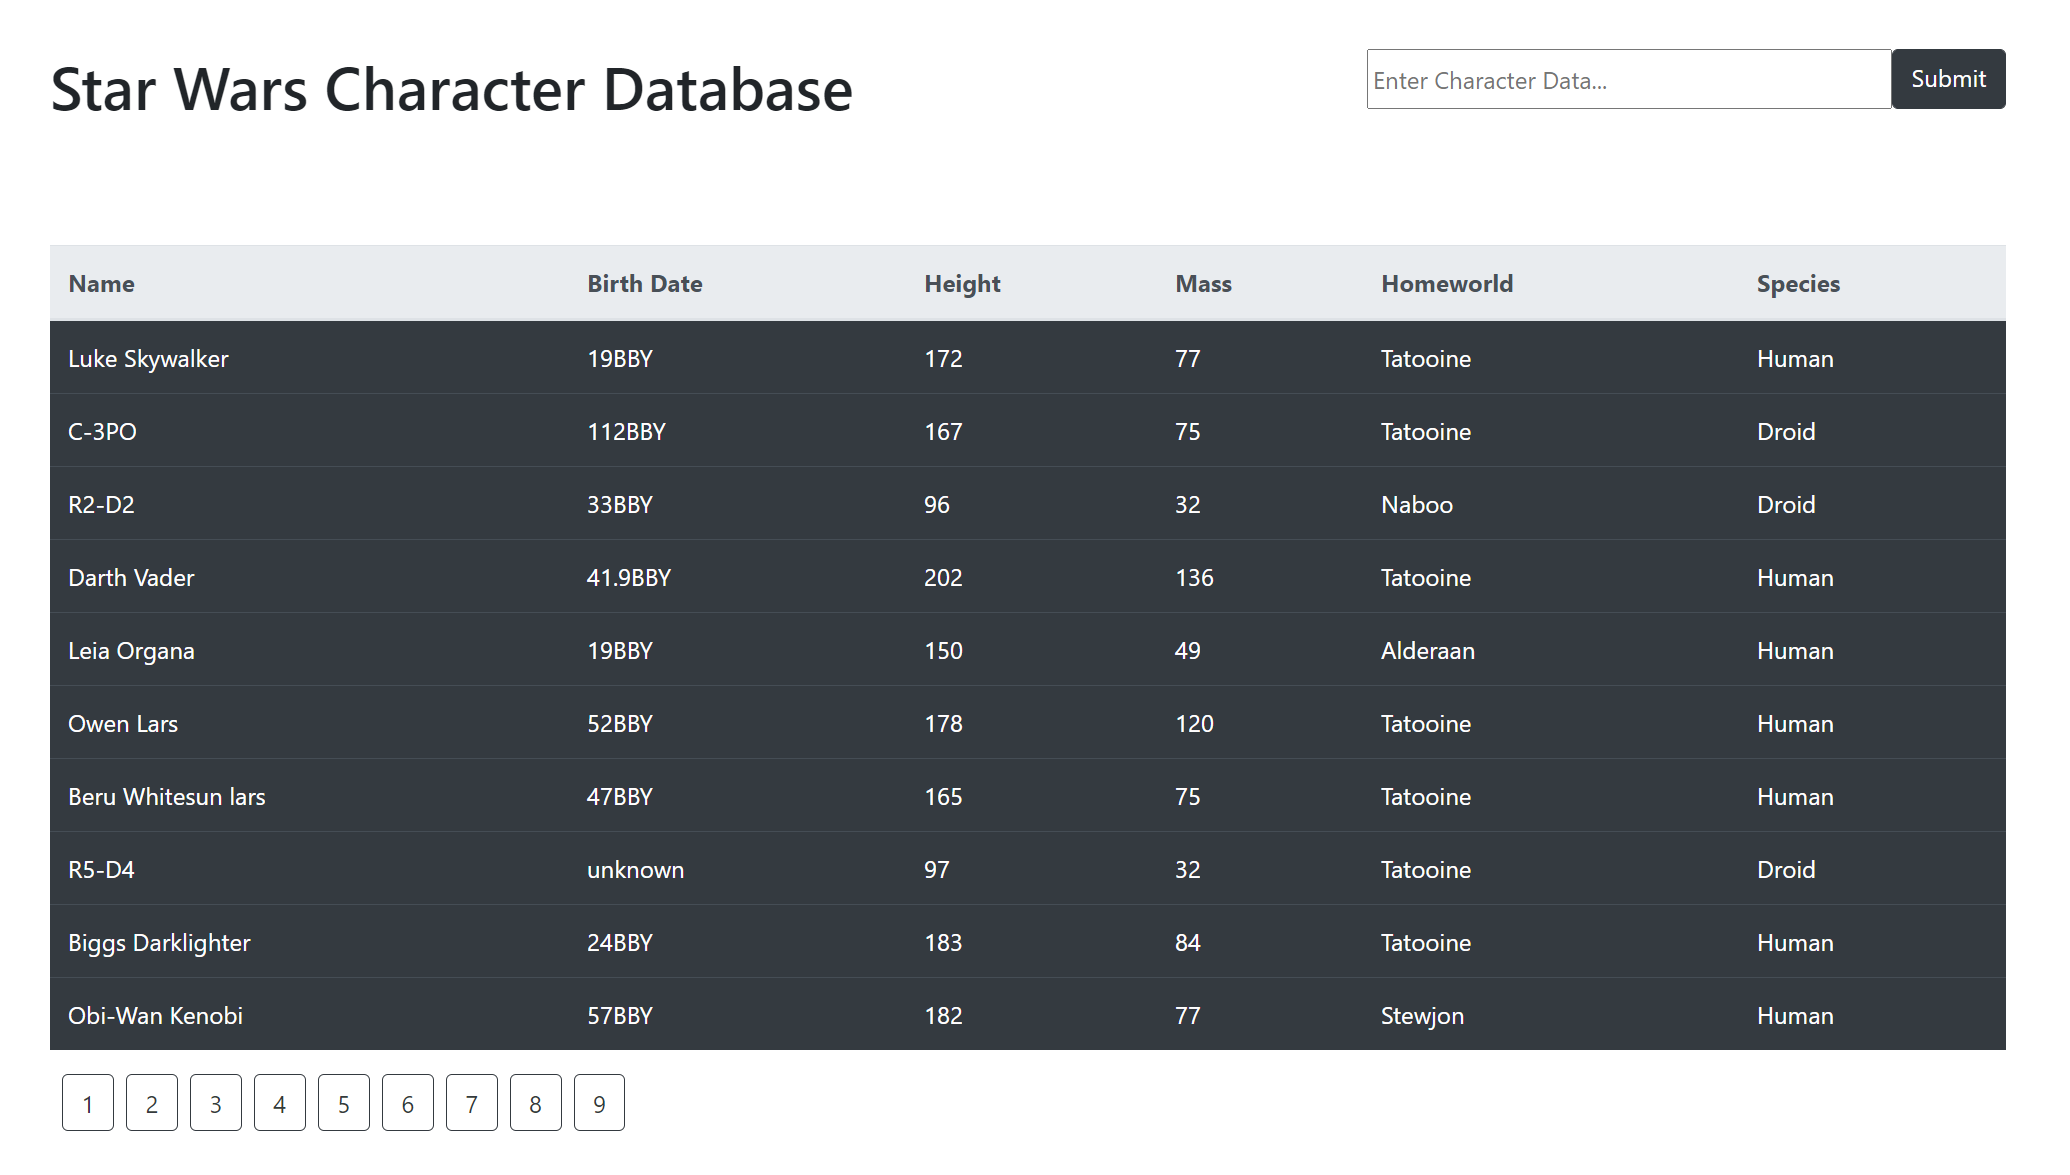 Star Wars Character Database
Enter Character Data... Submit
Name Birth Date Height Mass Homeworld Species
Luke Skywalker 19BBY 172 77 Tatooine Human
C-3PO 112BBY 167 75 Tatooine Droid
R2-D2 33BBY 96 32 Naboo Droid
Darth Vader 41.9BBY 202 136 Tatooine Human
Leia Organa 19BBY 150 49 Alderaan Human
Owen Lars 52BBY 178 120 Tatooine Human
Beru Whitesun lars 47BBY 165 75 Tatooine Human
R5-D4 unknown 97 32 Tatooine Droid
Biggs Darklighter 24BBY 183 84 Tatooine Human
Obi-Wan Kenobi 57BBY 182 77 Stewjon Human
1 2 3 4 5 6 7 8 9